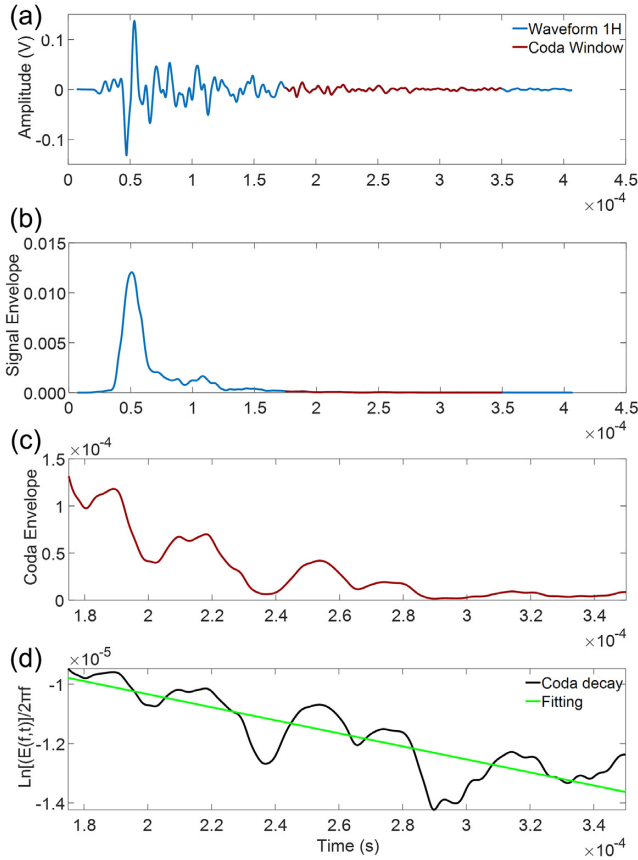 (a)
Amplitude (V)
0.1
0
-0.1
Waveform 1H
Coda Window
0 0.5 1 1.5 2 2.5 3 3.5 4 4.5
×10-4
(b)
Signal Envelope
0.015
0.010
0.005
0.000
0 0.5 1 1.5 2 2.5 3 3.5 4 4.5
×10-4
(c)
×10-4
Coda Envelope
1.5
1
0.5
0
1.8 2 2.2 2.4 2.6 2.8 3 3.2 3.4
×10-4
(d)
×10-5
Ln[(E(f,t)]/2πf
-1
-1.2
-1.4
Coda decay
Fitting
1.8 2 2.2 2.4 2.6 2.8 3 3.2 3.4
Time (s)
×10-4